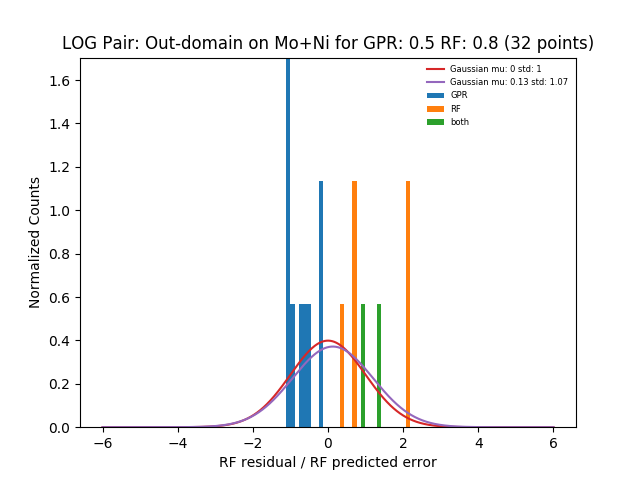 LOG Pair: Out-domain on Mo+Ni for GPR: 0.5 RF: 0.8 (32 points)
Gaussian mu: 0 std: 1
Gaussian mu: 0.13 std: 1.07
GPR
RF
both
Normalized Counts
1.6
1.4
1.2
1.0
0.8
0.6
0.4
0.2
0.0
−6 −4 −2 0 2 4 6
RF residual / RF predicted error